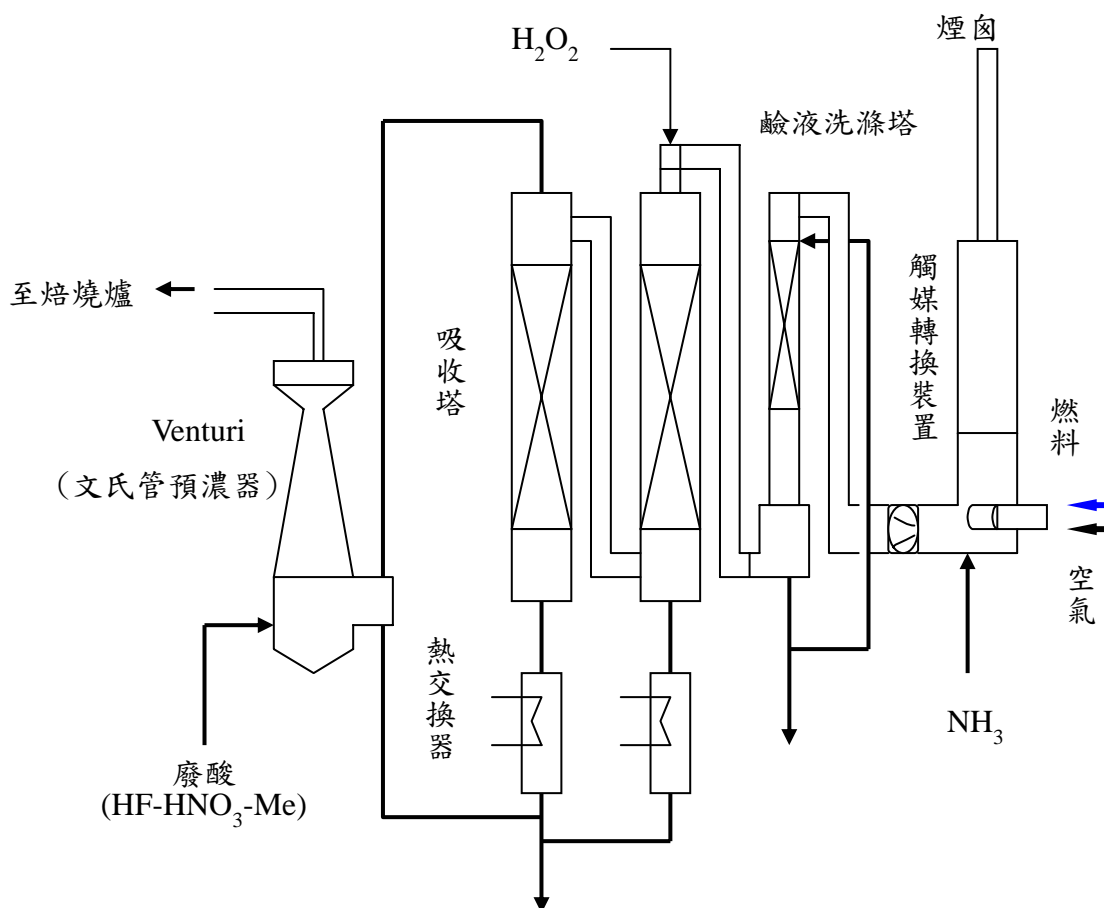 煙囪
H₂O₂
鹼液洗滌塔
至焙燒爐
吸收塔
觸媒轉換裝置
Venturi
（文氏管預濃器）
燃料
空氣
熱交換器
NH₃
廢酸
(HF-HNO₃-Me)